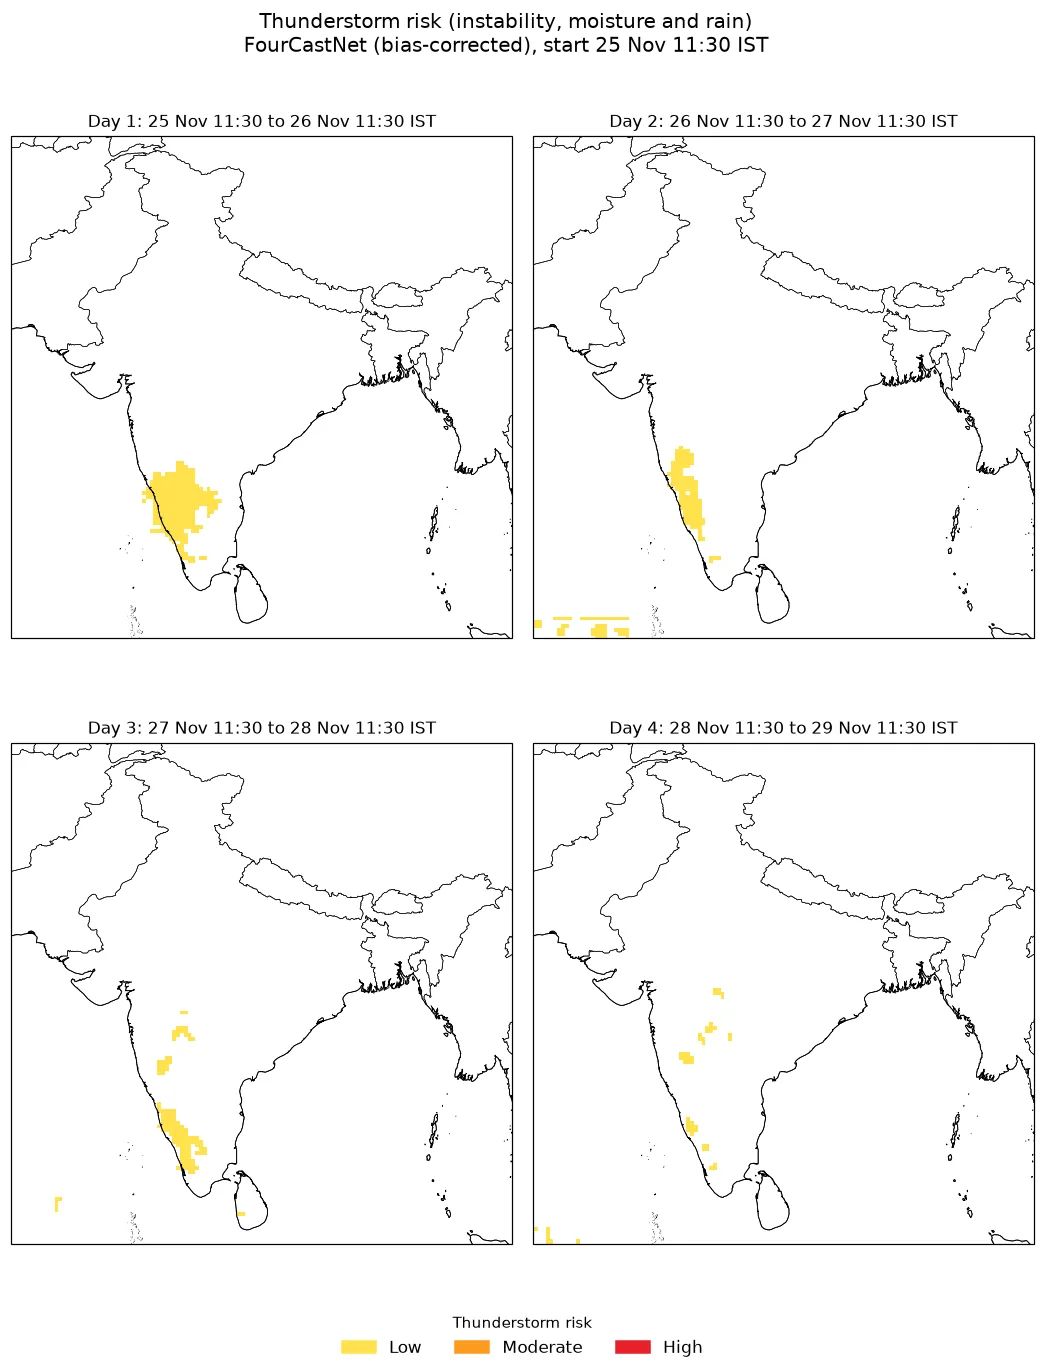 Thunderstorm risk (instability, moisture and rain)
FourCastNet (bias-corrected), start 25 Nov 11:30 IST
Day 1: 25 Nov 11:30 to 26 Nov 11:30 IST
Day 2: 26 Nov 11:30 to 27 Nov 11:30 IST
Day 3: 27 Nov 11:30 to 28 Nov 11:30 IST
Day 4: 28 Nov 11:30 to 29 Nov 11:30 IST
Thunderstorm risk
Low Moderate High